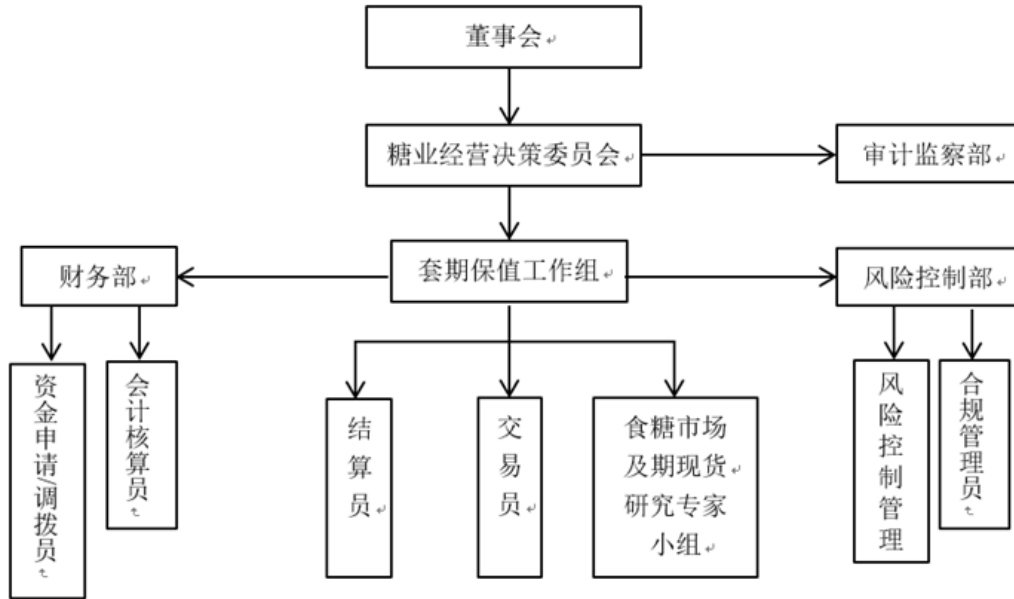 董事会
糖业经营决策委员会
审计监察部
财务部
套期保值工作组
风险控制部
资金申请/调拨员
会计核算员
结算员
交易员
食糖市场
及期现货
研究专家
小组
风险控制管理
合规管理员